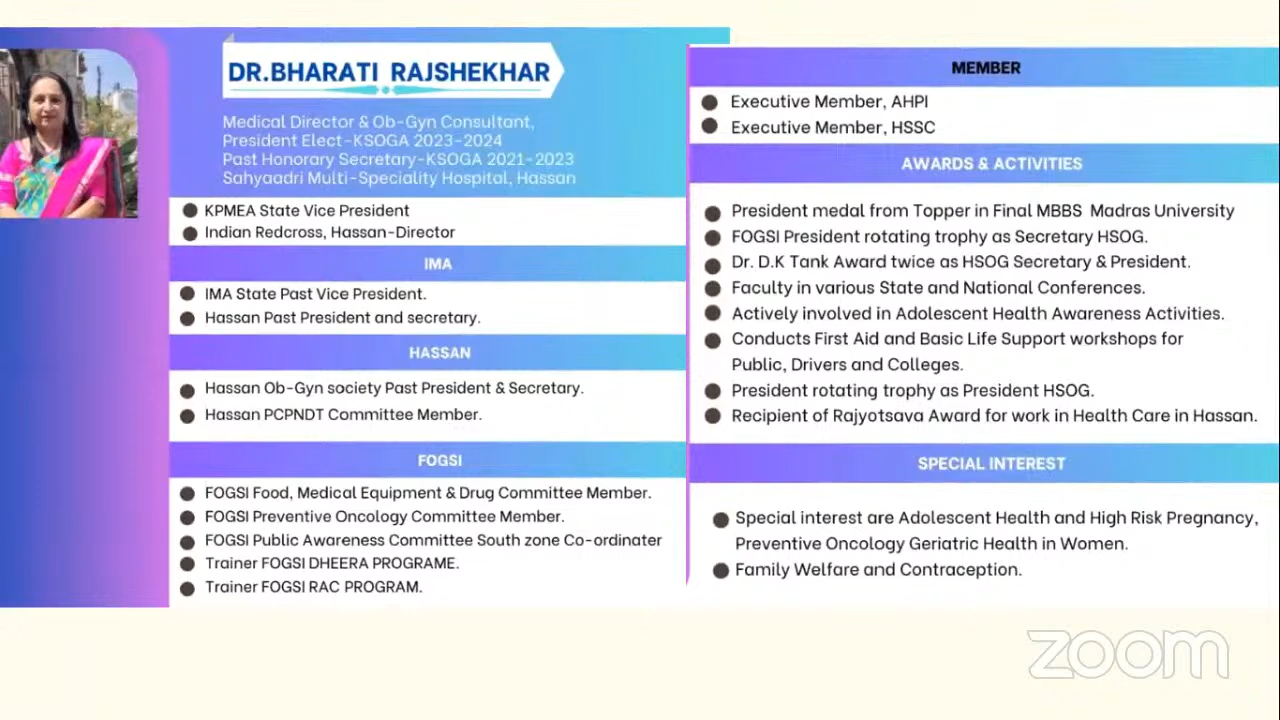 DR.BHARATI RAJSHEKHAR
Medical Director & Ob-Gyn Consultant,
President Elect-KSOGA 2023-2024
Past Honorary Secretary-KSOGA 2021-2023
Sahyaadri Multi-Speciality Hospital, Hassan
KPMEA State Vice President
Indian Redcross, Hassan-Director
IMA
IMA State Past Vice President.
Hassan Past President and secretary.
HASSAN
Hassan Ob-Gyn society Past President & Secretary.
Hassan PCPNDT Committee Member.
FOGSI
FOGSI Food, Medical Equipment & Drug Committee Member.
FOGSI Preventive Oncology Committee Member.
FOGSI Public Awareness Committee South zone Co-ordinater
Trainer FOGSI DHEERA PROGRAME.
Trainer FOGSI RAC PROGRAM.
MEMBER
Executive Member, AHPI
Executive Member, HSSC
AWARDS & ACTIVITIES
President medal from Topper in Final MBBS Madras University
FOGSI President rotating trophy as Secretary HSOG.
Dr. D.K Tank Award twice as HSOG Secretary & President.
Faculty in various State and National Conferences.
Actively involved in Adolescent Health Awareness Activities.
Conducts First Aid and Basic Life Support workshops for
Public, Drivers and Colleges.
President rotating trophy as President HSOG.
Recipient of Rajyotsava Award for work in Health Care in Hassan.
SPECIAL INTEREST
Special interest are Adolescent Health and High Risk Pregnancy,
Preventive Oncology Geriatric Health in Women.
Family Welfare and Contraception.
zoom